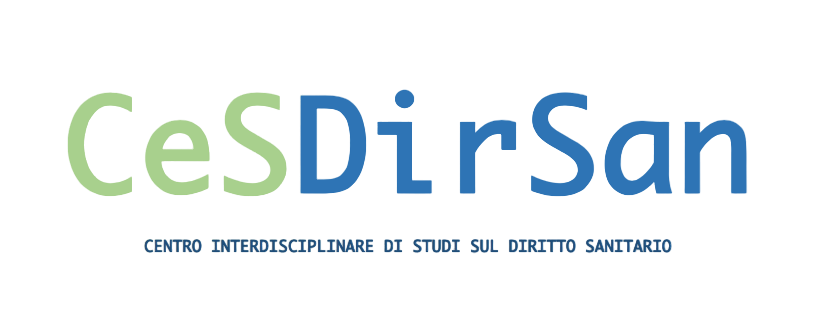 CeSDirSan
CENTRO INTERDISCIPLINARE DI STUDI SUL DIRITTO SANITARIO